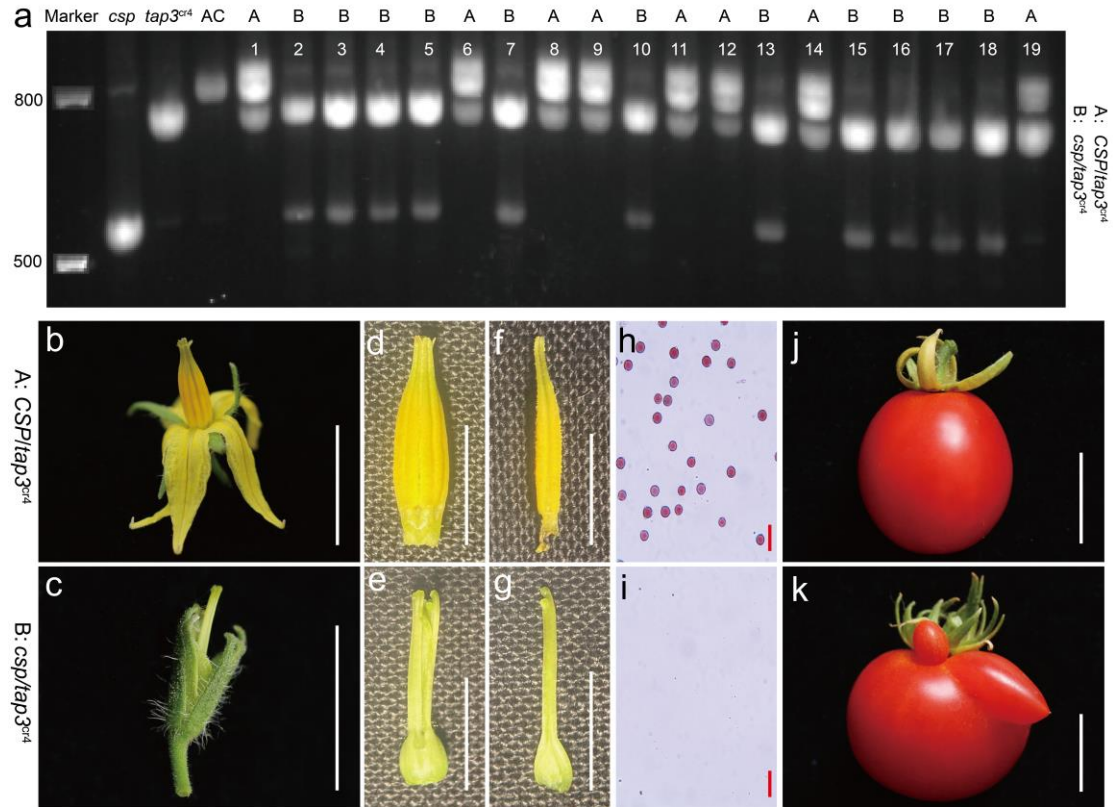 a Marker csp tap3cr4 AC A B B B B A B A A B A A B A B B B B A
1 2 3 4 5 6 7 8 9 10 11 12 13 14 15 16 17 18 19
800
500
A: CSP/tap3cr4
B: csp/tap3cr4
b d f h j
A: CSP/tap3cr4
c e g i k
B: csp/tap3cr4